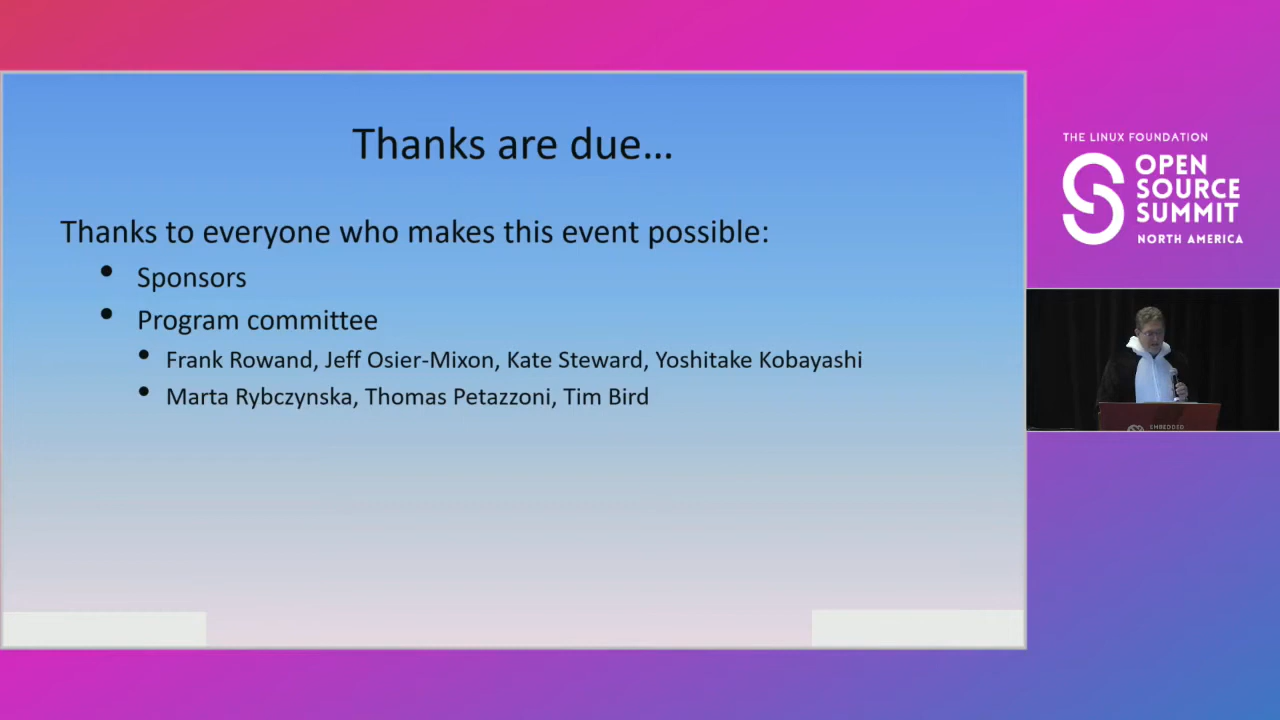 Thanks are due...
Thanks to everyone who makes this event possible:
• Sponsors
• Program committee
• Frank Rowand, Jeff Osier-Mixon, Kate Steward, Yoshitake Kobayashi
• Marta Rybczynska, Thomas Petazzoni, Tim Bird
THE LINUX FOUNDATION
OPEN
SOURCE
SUMMIT
NORTH AMERICA
EMBEDDED